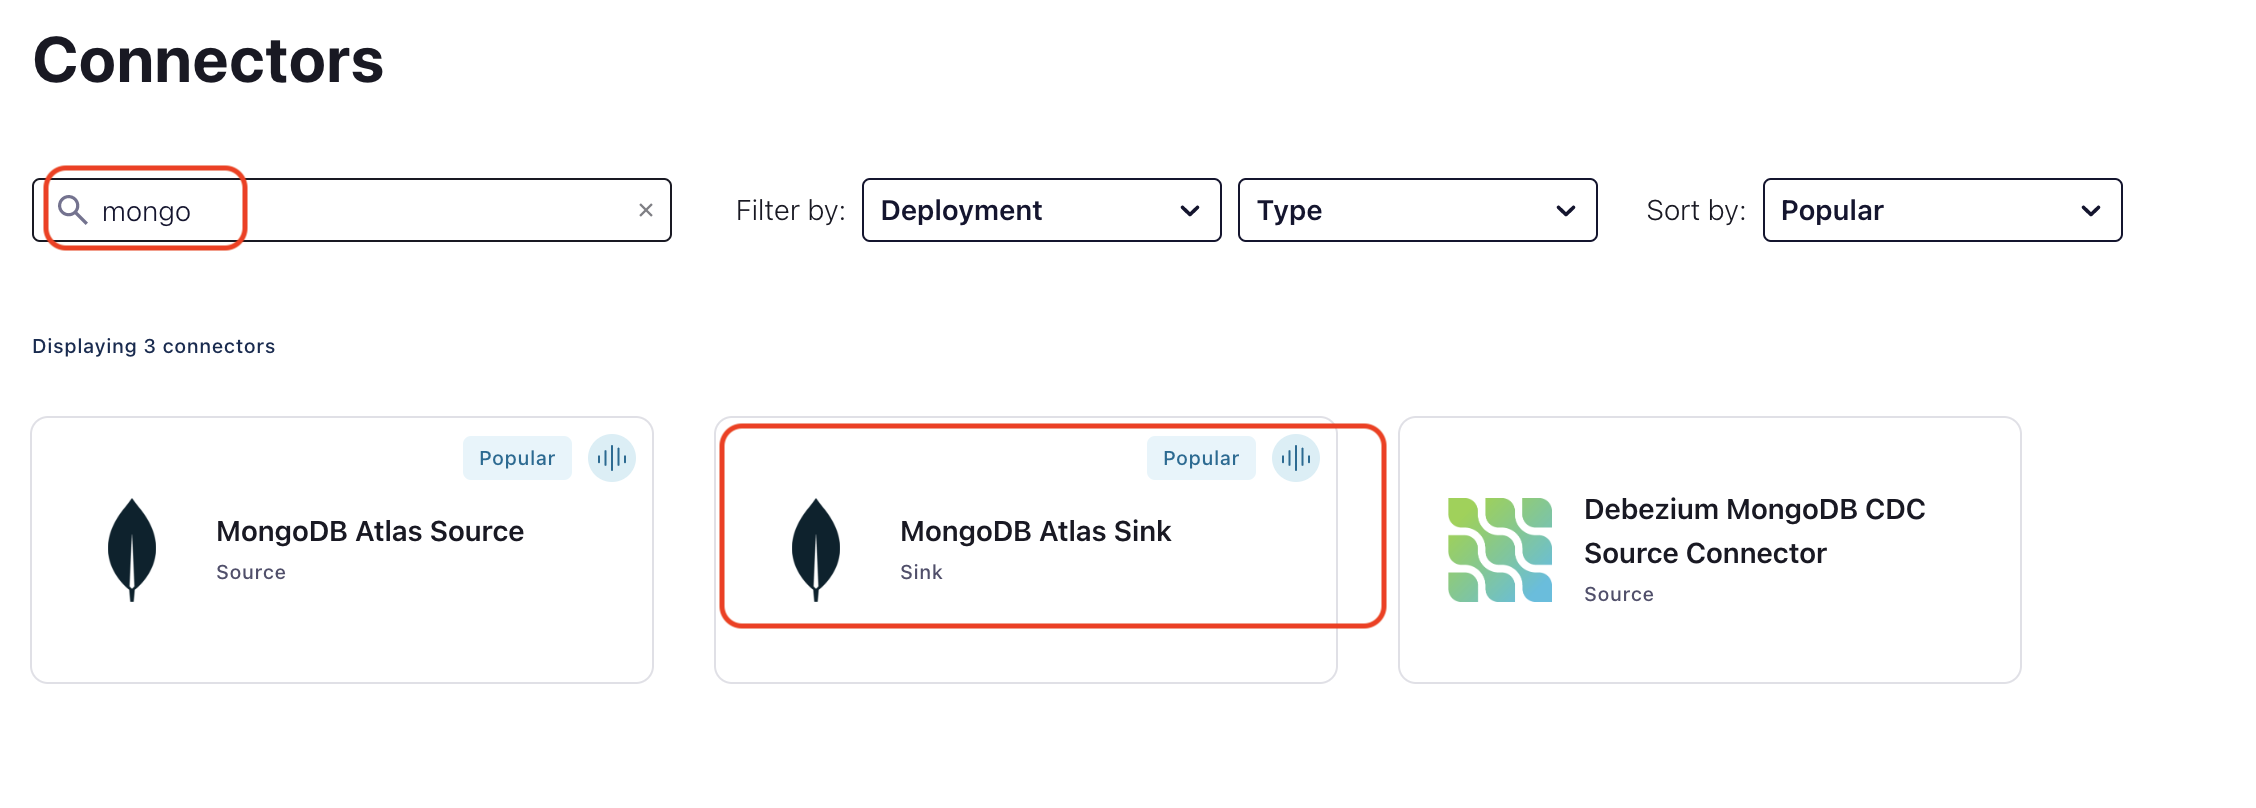 Connectors
mongo
Filter by:
Deployment
Type
Sort by:
Popular
Displaying 3 connectors
Popular
MongoDB Atlas Source
Source
Popular
MongoDB Atlas Sink
Sink
Debezium MongoDB CDC
Source Connector
Source